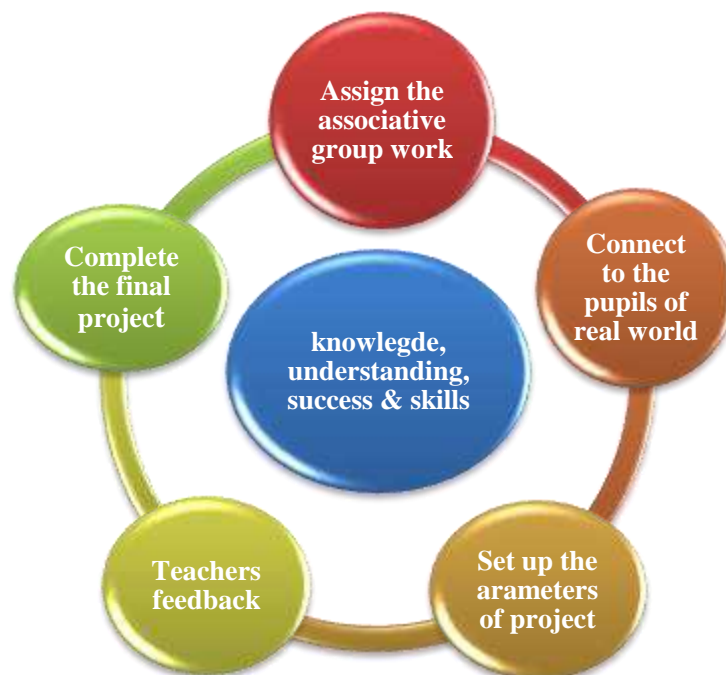 Assign the
associative
group work
Connect
to the
pupils of
real world
Set up the
arameters
of project
Teachers
feedback
Complete
the final
project
knowlegde,
understanding,
success & skills